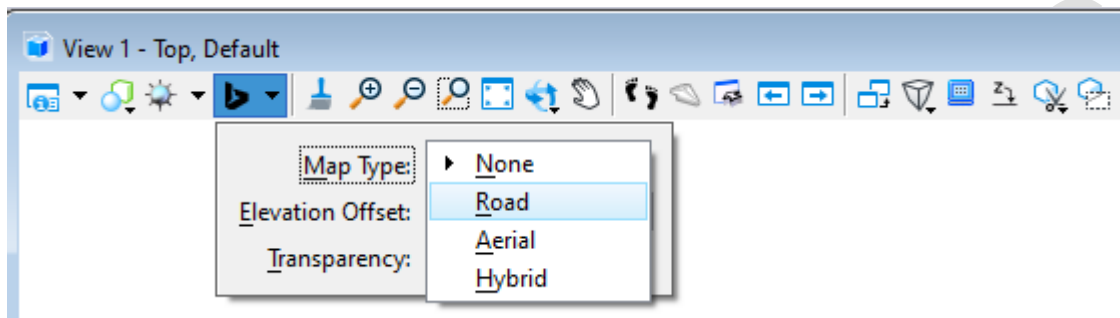 View 1 - Top, Default
Map Type:
None
Road
Elevation Offset:
Aerial
Transparency:
Hybrid